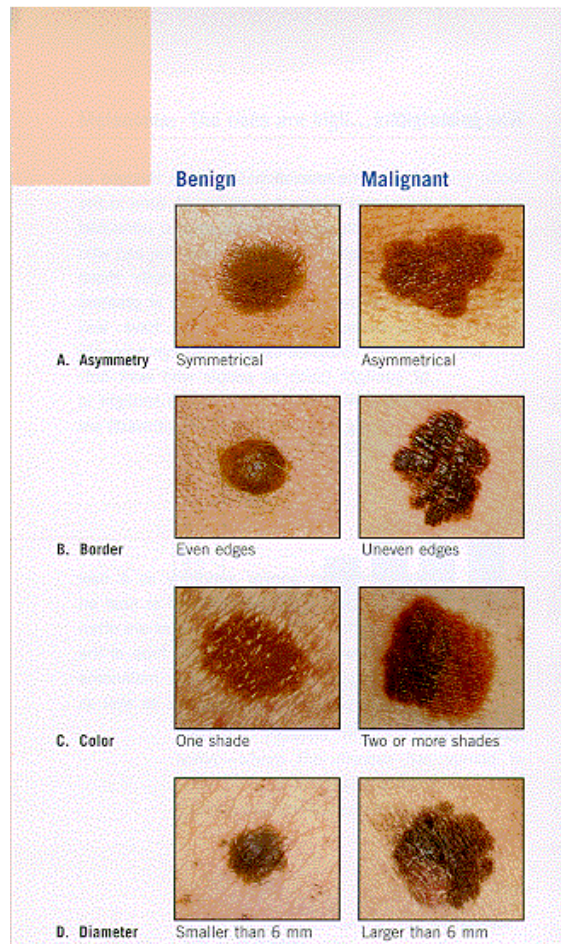 Benign Malignant
A. Asymmetry Symmetrical Asymmetrical
B. Border Even edges Uneven edges
C. Color One shade Two or more shades
D. Diameter Smaller than 6 mm Larger than 6 mm